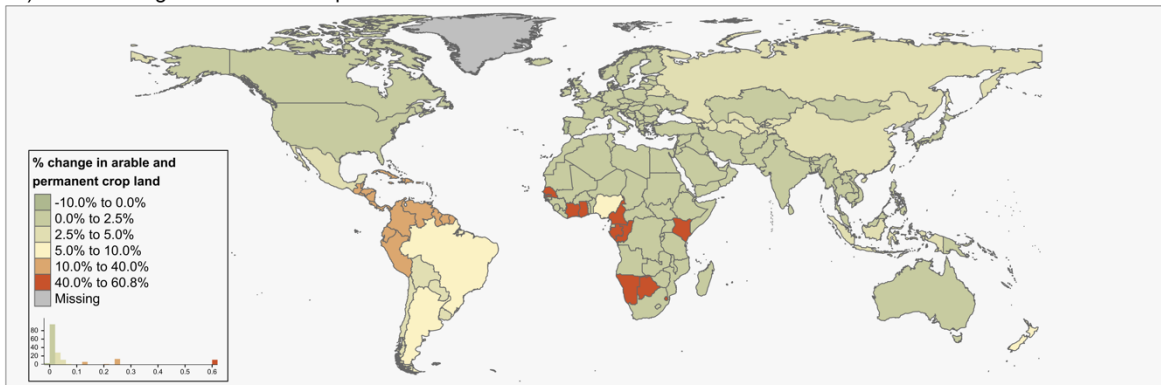 % change in arable and
permanent crop land
-10.0% to 0.0%
0.0% to 2.5%
2.5% to 5.0%
5.0% to 10.0%
10.0% to 40.0%
40.0% to 60.8%
Missing
80
60
40
20
0
0 0.1 0.2 0.3 0.4 0.5 0.6